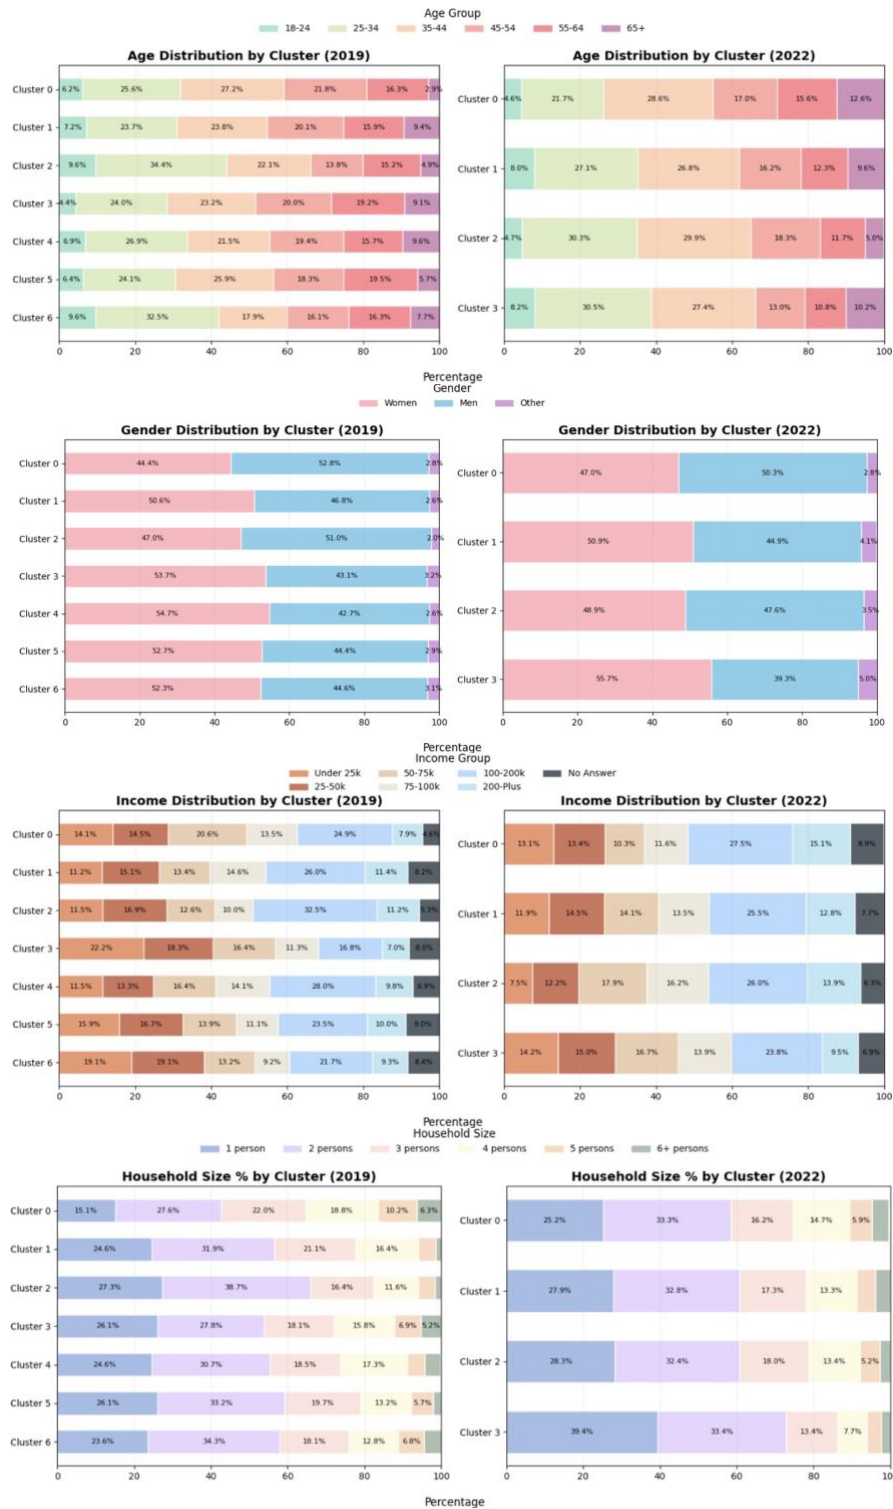 Age Group
18-24 25-34 35-44 45-54 55-64 65+
Age Distribution by Cluster (2019) Age Distribution by Cluster (2022)
Cluster 0 6.2% 25.6% 27.2% 21.8% 16.3% 2.9%
Cluster 1 7.2% 23.7% 23.8% 20.1% 15.9% 9.4%
Cluster 2 9.6% 34.4% 22.1% 13.8% 15.2% 4.9%
Cluster 3 4.4% 24.0% 23.2% 20.0% 19.2% 9.1%
Cluster 4 6.9% 26.9% 21.5% 19.4% 15.7% 9.6%
Cluster 5 6.4% 24.1% 25.9% 18.3% 19.5% 5.7%
Cluster 6 9.6% 32.5% 17.9% 16.1% 16.3% 7.7%
0 20 40 60 80 100
Cluster 0 4.6% 21.7% 28.6% 17.0% 15.6% 12.6%
Cluster 1 8.0% 27.1% 26.8% 16.2% 12.3% 9.6%
Cluster 2 4.7% 30.3% 29.9% 18.3% 11.7% 5.0%
Cluster 3 8.2% 30.5% 27.4% 13.0% 10.8% 10.2%
0 20 40 60 80 100
Percentage
Gender
Women Men Other
Gender Distribution by Cluster (2019) Gender Distribution by Cluster (2022)
Cluster 0 44.4% 52.8% 2.8%
Cluster 1 50.6% 46.8% 2.6%
Cluster 2 47.0% 51.0% 2.0%
Cluster 3 53.7% 43.1% 3.2%
Cluster 4 54.7% 42.7% 2.6%
Cluster 5 52.7% 44.4% 2.9%
Cluster 6 52.3% 44.6% 3.1%
0 20 40 60 80 100
Cluster 0 47.0% 50.3% 2.8%
Cluster 1 50.9% 44.9% 4.1%
Cluster 2 48.9% 47.6% 3.5%
Cluster 3 55.7% 39.3% 5.0%
0 20 40 60 80 100
Percentage
Income Group
Under 25k 50-75k 100-200k No Answer
25-50k 75-100k 200-Plus
Income Distribution by Cluster (2019) Income Distribution by Cluster (2022)
Cluster 0 14.1% 14.5% 20.6% 13.5% 24.9% 7.9% 4.6%
Cluster 1 11.2% 15.1% 13.4% 14.6% 26.0% 11.4% 8.2%
Cluster 2 11.5% 16.9% 12.6% 10.0% 32.5% 11.2% 5.3%
Cluster 3 22.2% 18.3% 16.4% 11.3% 16.8% 7.0% 8.0%
Cluster 4 11.5% 13.3% 16.4% 14.1% 28.0% 9.8% 6.9%
Cluster 5 15.9% 16.7% 13.9% 11.1% 23.5% 10.0% 9.0%
Cluster 6 19.1% 19.1% 13.2% 9.2% 21.7% 9.3% 8.4%
0 20 40 60 80 100
Cluster 0 13.1% 13.4% 10.3% 11.6% 27.5% 15.1% 8.9%
Cluster 1 11.9% 14.5% 14.1% 13.5% 25.5% 12.8% 7.7%
Cluster 2 7.5% 12.2% 17.9% 16.2% 26.0% 13.9% 6.3%
Cluster 3 14.2% 15.0% 16.7% 13.9% 23.8% 9.5% 6.9%
0 20 40 60 80 100
Percentage
Household Size
1 person 2 persons 3 persons 4 persons 5 persons 6+ persons
Household Size % by Cluster (2019) Household Size % by Cluster (2022)
Cluster 0 15.1% 27.6% 22.0% 18.8% 10.2% 6.3%
Cluster 1 24.6% 31.9% 21.1% 16.4%
Cluster 2 27.3% 38.7% 16.4% 11.6%
Cluster 3 26.1% 27.8% 18.1% 15.8% 6.9% 5.2%
Cluster 4 24.6% 30.7% 18.5% 17.3%
Cluster 5 26.1% 33.2% 19.7% 13.2% 5.7%
Cluster 6 23.6% 34.3% 18.1% 12.8% 6.8%
0 20 40 60 80 100
Cluster 0 25.2% 33.3% 16.2% 14.7% 5.9%
Cluster 1 27.9% 32.8% 17.3% 13.3%
Cluster 2 28.3% 32.4% 18.0% 13.4% 5.2%
Cluster 3 39.4% 33.4% 13.4% 7.7%
0 20 40 60 80
Percentage